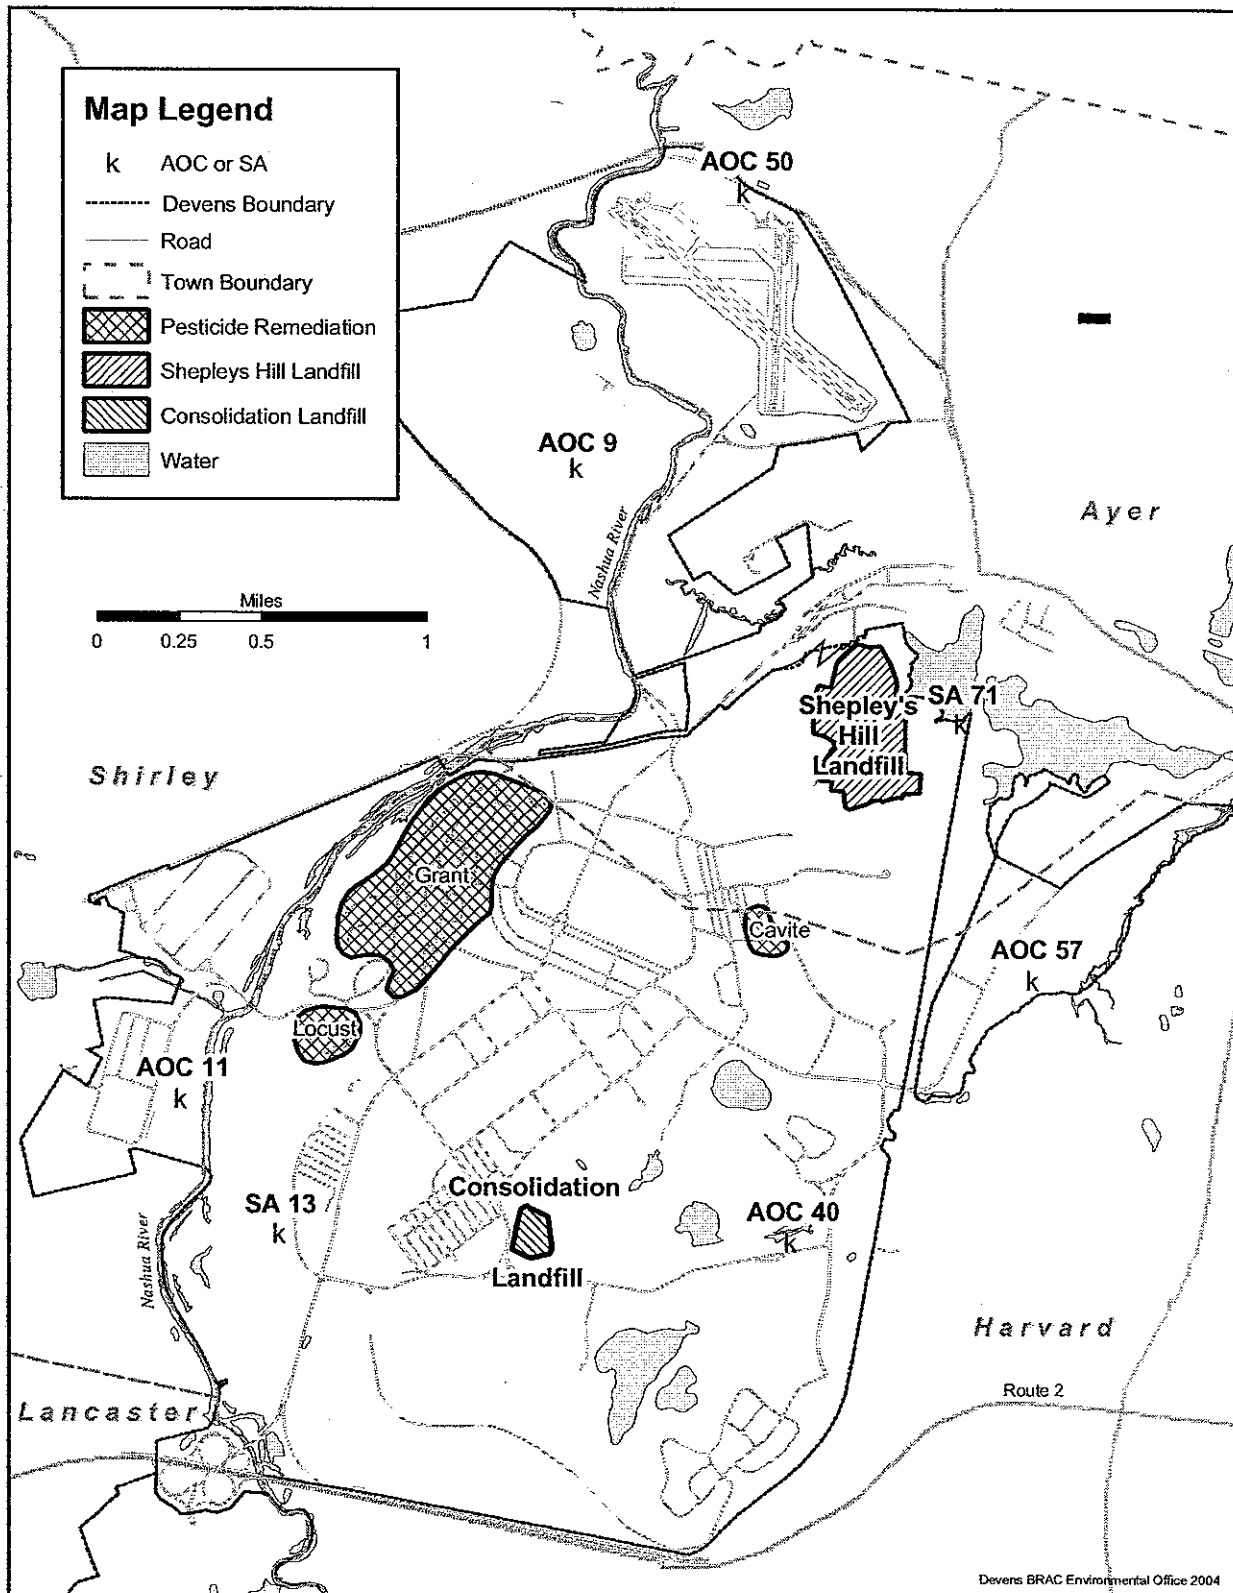 Map Legend
k AOC or SA
Devens Boundary
Road
Town Boundary
Pesticide Remediation
Shepleys Hill Landfill
Consolidation Landfill
Water
AOC 50
k
AOC 9
k
Ayer
Nashua River
Miles
0 0.25 0.5 1
Shepley's
Hill
Landfill
SA 71
k
Shirley
Grant
Cavite
AOC 57
k
Locust
AOC 11
k
SA 13
k
Consolidation
Landfill
AOC 40
k
Nashua River
Harvard
Route 2
Lancaster
Devens BRAC Environmental Office 2004